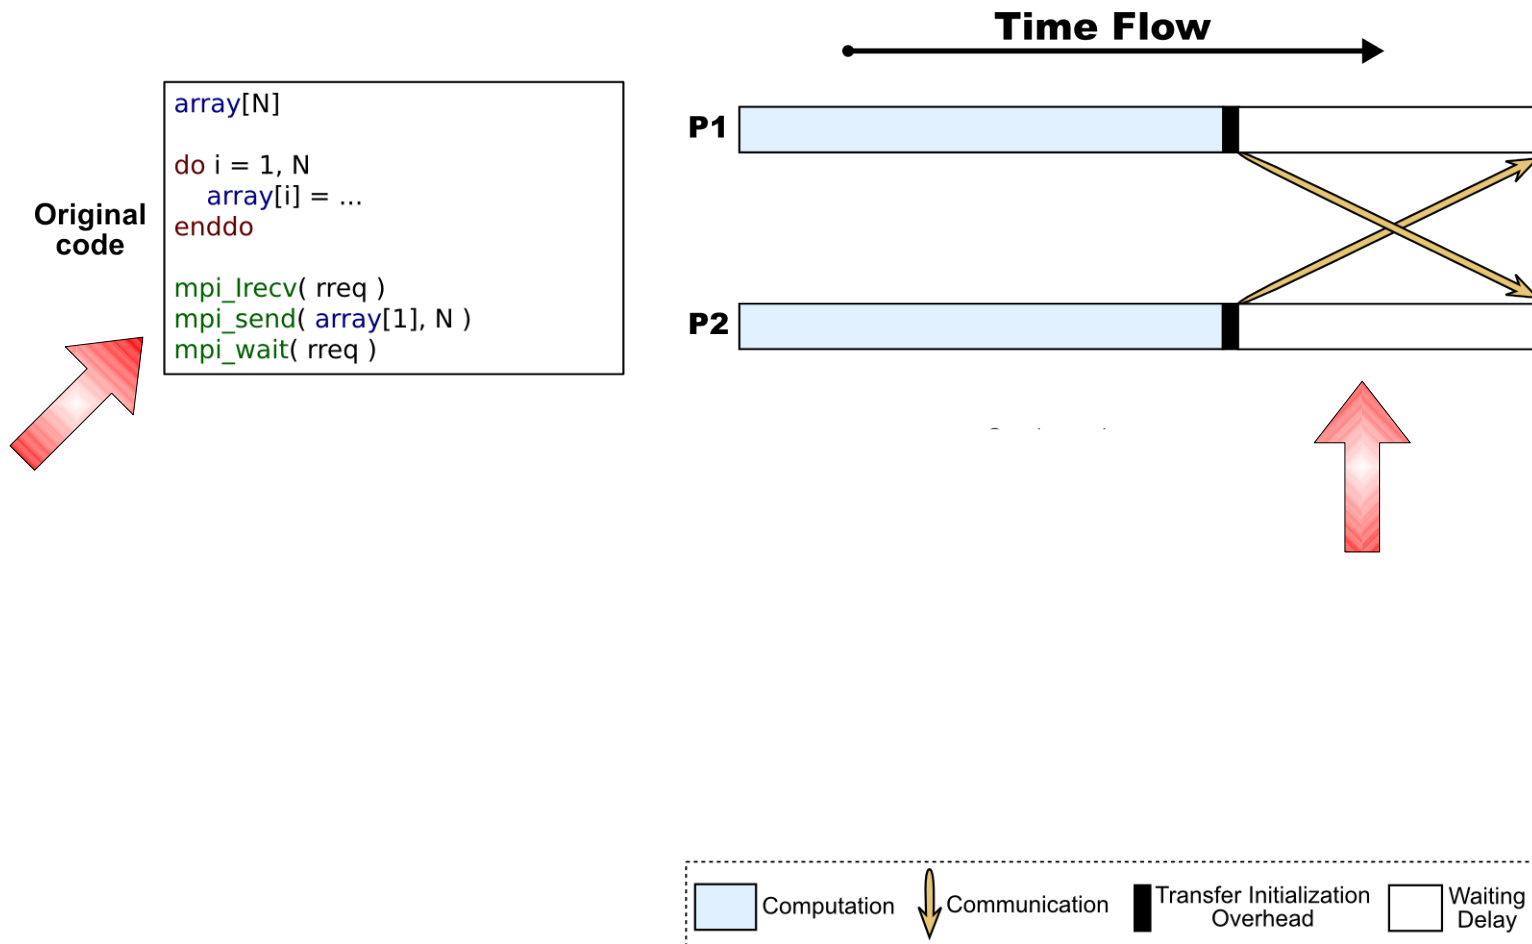 Time Flow
Original
code
array[N]
do i = 1, N
array[i] = ...
enddo
mpi_Irecv( rreq )
mpi_send( array[1], N )
mpi_wait( rreq )
P1
P2
Computation
Communication
Transfer Initialization
Overhead
Waiting
Delay